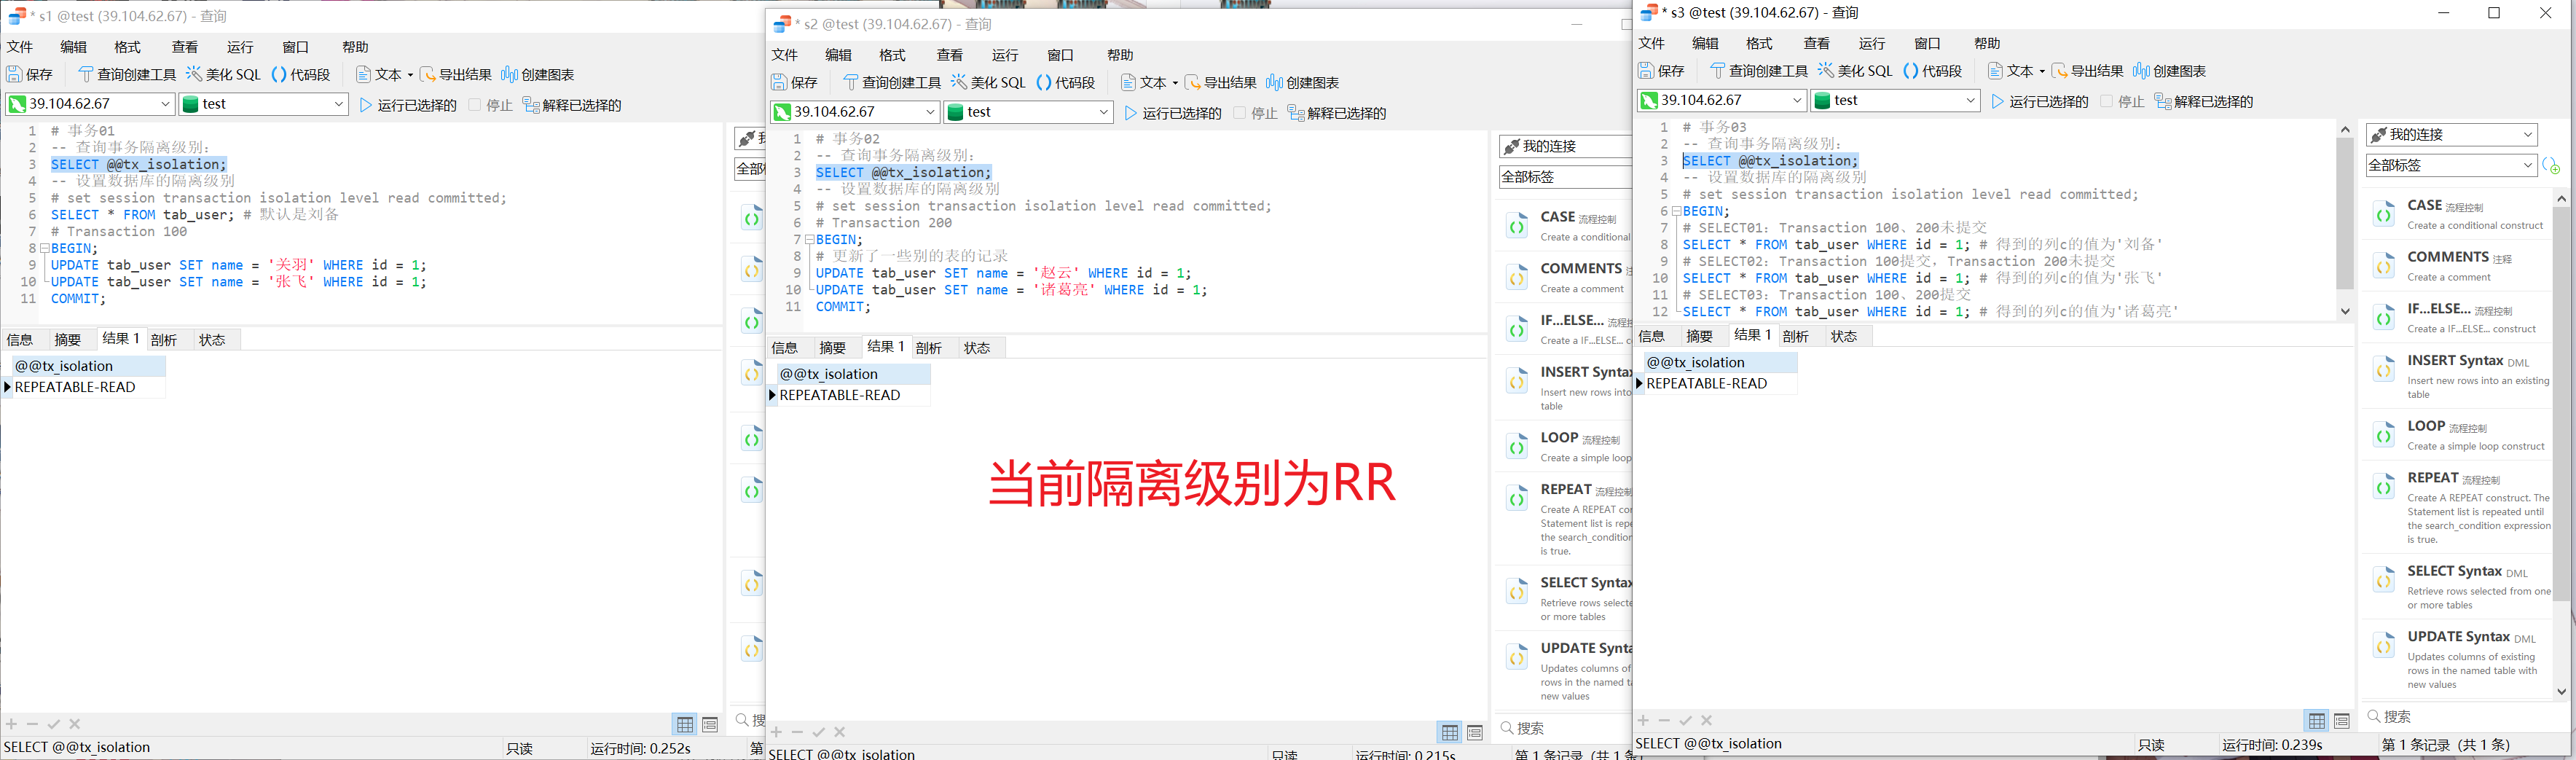 * s1 @test (39.104.62.67) - 查询
文件 编辑 格式 查看 运行 窗口 帮助
保存 查询创建工具 美化 SQL 代码段 文本 导出结果 创建图表
39.104.62.67 test 运行已选择的 停止 解释已选择的
1 # 事务01
2 -- 查询事务隔离级别：
3 SELECT @@tx_isolation;
4 -- 设置数据库的隔离级别
5 # set session transaction isolation level read committed;
6 SELECT * FROM tab_user; # 默认是刘备
7 # Transaction 100
8 BEGIN;
9 UPDATE tab_user SET name = '关羽' WHERE id = 1;
10 UPDATE tab_user SET name = '张飞' WHERE id = 1;
11 COMMIT;
信息 摘要 结果 1 剖析 状态
@@tx_isolation
REPEATABLE-READ
全部标
搜
SELECT @@tx_isolation 只读 运行时间: 0.252s 第
* s2 @test (39.104.62.67) - 查询
文件 编辑 格式 查看 运行 窗口 帮助
保存 查询创建工具 美化 SQL 代码段 文本 导出结果 创建图表
39.104.62.67 test 运行已选择的 停止 解释已选择的
1 # 事务02
2 -- 查询事务隔离级别：
3 SELECT @@tx_isolation;
4 -- 设置数据库的隔离级别
5 # set session transaction isolation level read committed;
6 # Transaction 200
7 BEGIN;
8 # 更新了一些别的表的记录
9 UPDATE tab_user SET name = '赵云' WHERE id = 1;
10 UPDATE tab_user SET name = '诸葛亮' WHERE id = 1;
11 COMMIT;
信息 摘要 结果 1 剖析 状态
@@tx_isolation
REPEATABLE-READ
当前隔离级别为RR
我的连接
全部标签
CASE 流程控制
Create a conditional
COMMENTS 注释
Create a comment
IF...ELSE... 流程控
Create a IF...ELSE... c
INSERT Synta
Insert new rows into
table
LOOP 流程控制
Create a simple loop
REPEAT 流程控制
Create A REPEAT con
Statement list is repe
the search_condition
is true.
SELECT Syntax
Retrieve rows selecte
or more tables
UPDATE Synta
Updates columns of
rows in the named t
new values
搜索
SELECT @@tx_isolation 只读 运行时间: 0.215s 第 1 条记录 (共 1 条)
* s3 @test (39.104.62.67) - 查询
文件 编辑 格式 查看 运行 窗口 帮助
保存 查询创建工具 美化 SQL 代码段 文本 导出结果 创建图表
39.104.62.67 test 运行已选择的 停止 解释已选择的
1 # 事务03
2 -- 查询事务隔离级别：
3 SELECT @@tx_isolation;
4 -- 设置数据库的隔离级别
5 # set session transaction isolation level read committed;
6 BEGIN;
7 # SELECT01：Transaction 100、200未提交
8 SELECT * FROM tab_user WHERE id = 1; # 得到的列c的值为'刘备'
9 # SELECT02：Transaction 100提交，Transaction 200未提交
10 SELECT * FROM tab_user WHERE id = 1; # 得到的列c的值为'张飞'
11 # SELECT03：Transaction 100、200提交
12 SELECT * FROM tab_user WHERE id = 1; # 得到的列c的值为'诸葛亮'
信息 摘要 结果 1 剖析 状态
@@tx_isolation
REPEATABLE-READ
我的连接
全部标签
CASE 流程控制
Create a conditional construct
COMMENTS 注释
Create a comment
IF...ELSE... 流程控制
Create a IF...ELSE... construct
INSERT Syntax DML
Insert new rows into an existing
table
LOOP 流程控制
Create a simple loop construct
REPEAT 流程控制
Create A REPEAT construct. The
Statement list is repeated until
the search_condition expression
is true.
SELECT Syntax DML
Retrieve rows selected from one
or more tables
UPDATE Syntax DML
Updates columns of existing
rows in the named table with
new values
搜索
SELECT @@tx_isolation 只读 运行时间: 0.239s 第 1 条记录 (共 1 条)